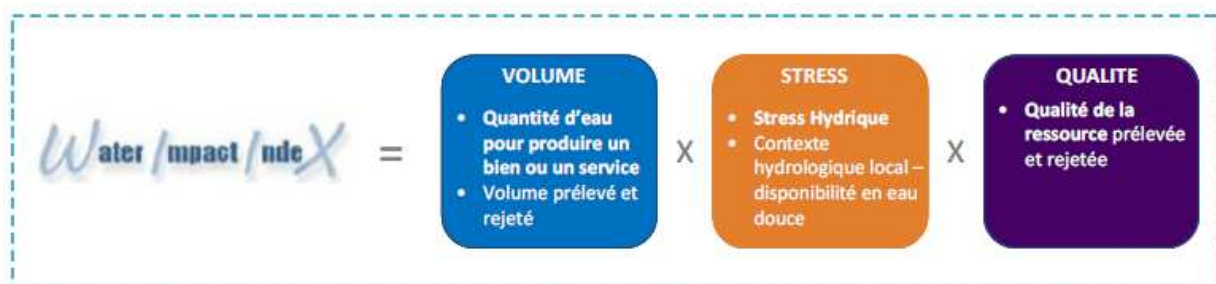 Water Impact IndeX
=
VOLUME
• Quantité d'eau
pour produire un
bien ou un service
• Volume prélevé et
rejeté
X
STRESS
• Stress Hydrique
• Contexte
hydrologique local –
disponibilité en eau
douce
X
QUALITE
• Qualité de la
ressource prélevée
et rejetée